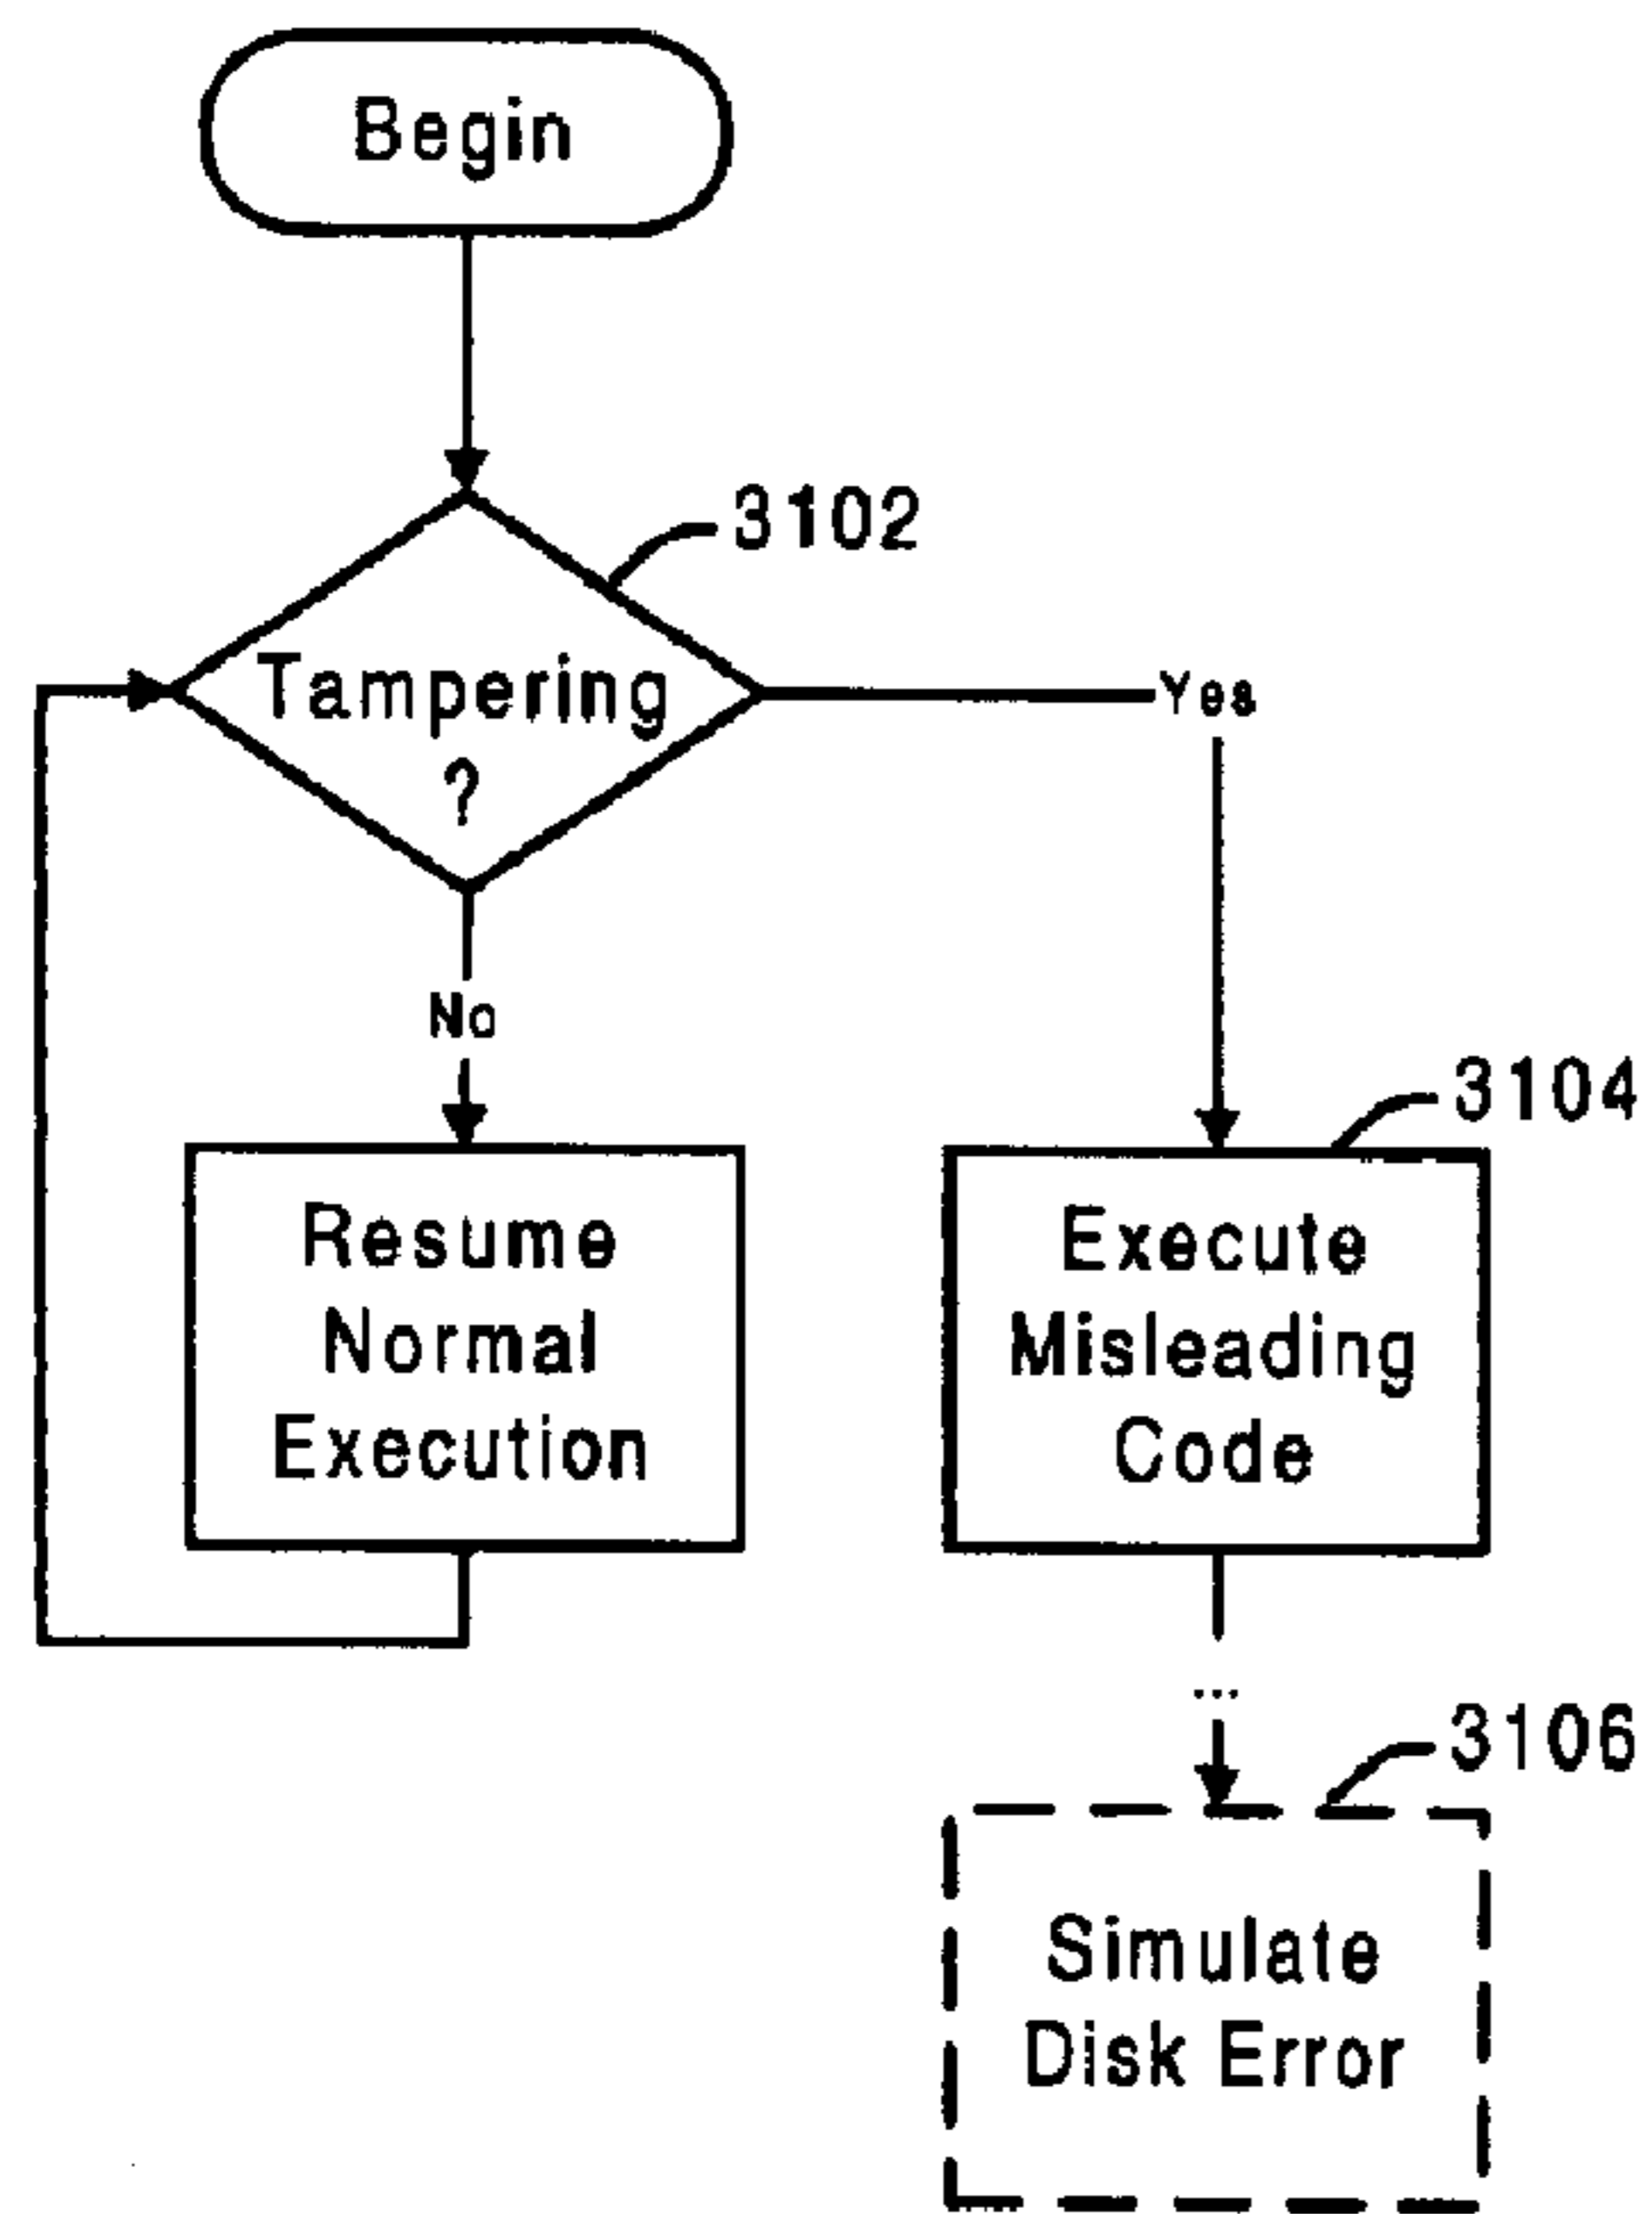 Begin
3102
Tampering
?
Yes
No
3104
Resume
Normal
Execution
Execute
Misleading
Code
...
3106
Simulate
Disk Error